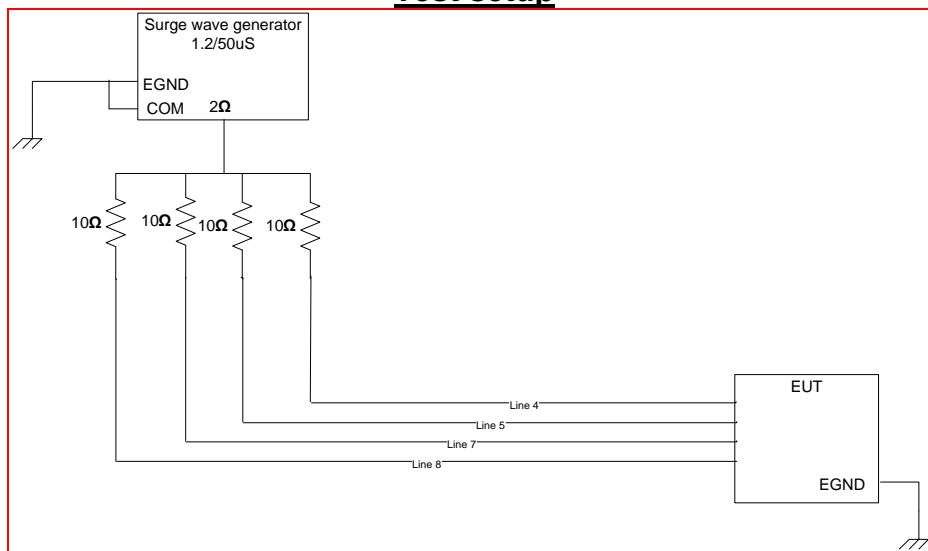 Surge wave generator
1.2/50uS
EGND
COM 2Ω
10Ω 10Ω 10Ω 10Ω
EUT
Line 4
Line 5
Line 7
Line 8
EGND